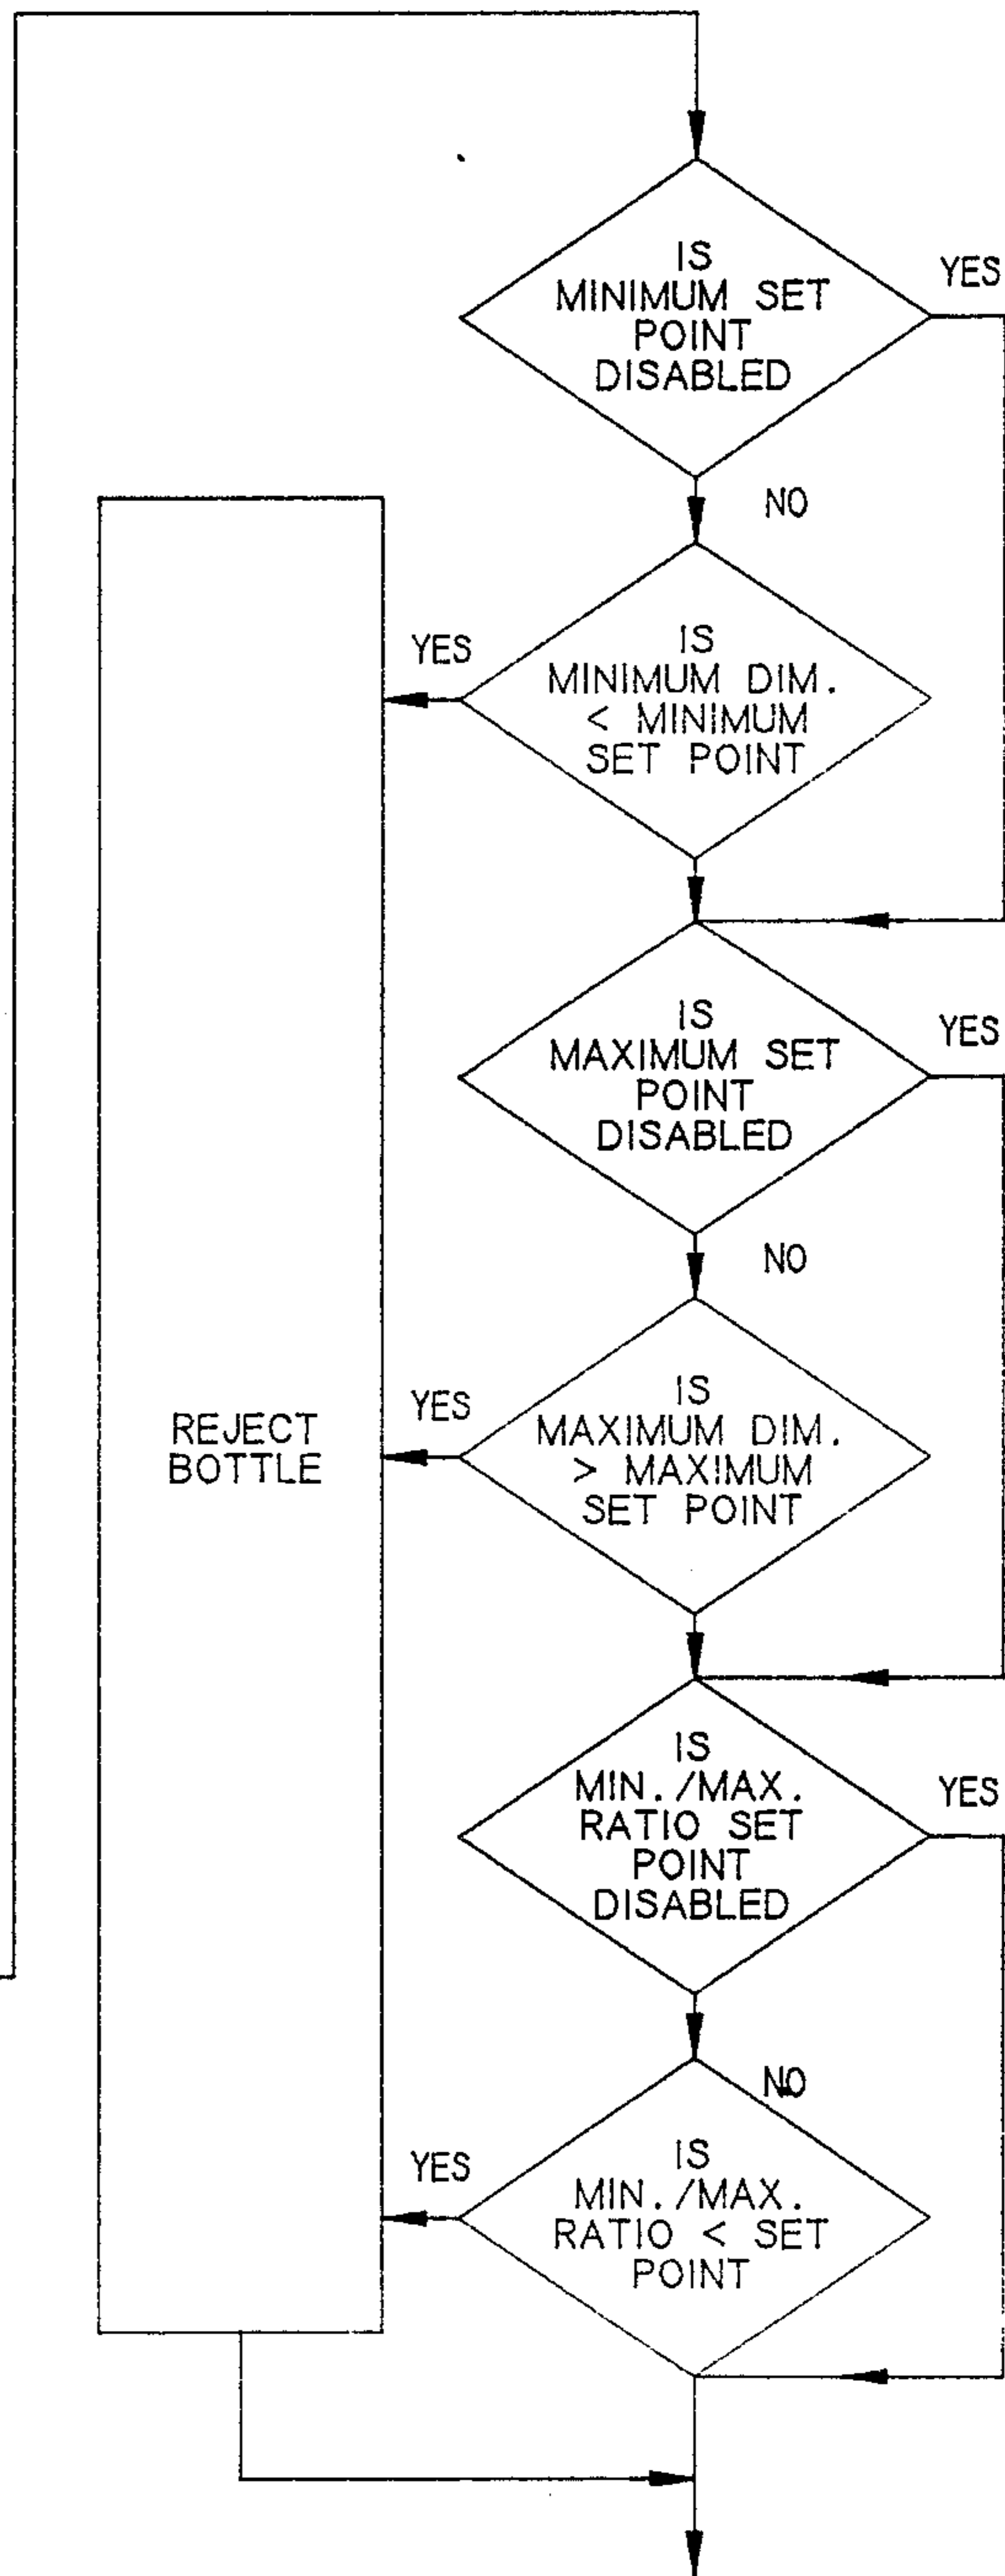 IS
MINIMUM SET
POINT
DISABLED
YES
NO
YES
IS
MINIMUM DIM.
< MINIMUM
SET POINT
IS
MAXIMUM SET
POINT
DISABLED
YES
NO
REJECT
BOTTLE
YES
IS
MAXIMUM DIM.
> MAXIMUM
SET POINT
IS
MIN./MAX.
RATIO SET
POINT
DISABLED
YES
NO
YES
IS
MIN./MAX.
RATIO < SET
POINT